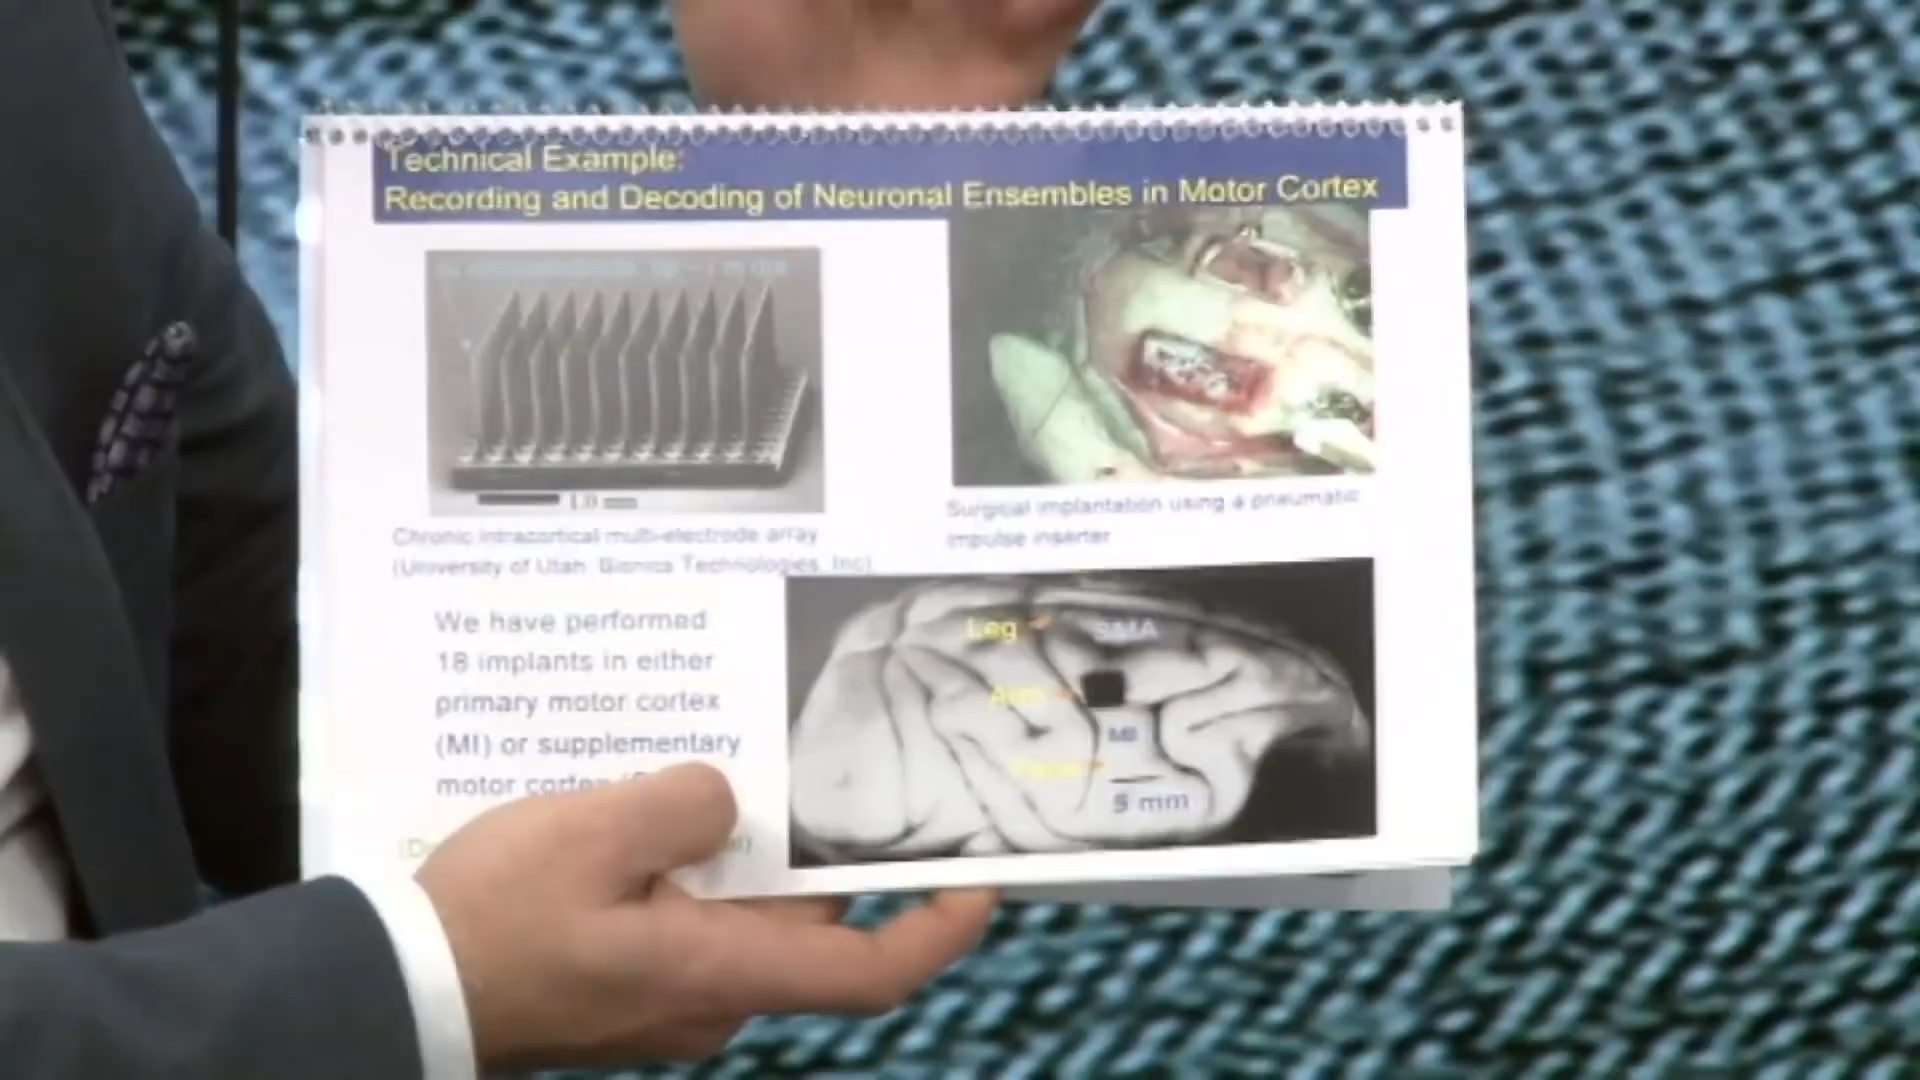 Technical Example:
Recording and Decoding of Neuronal Ensembles in Motor Cortex
1.0
Chronic intracortical multi-electrode array
(University of Utah Bionics Technologies, Inc)
Surgical implantation using a pneumatic
impulse inserter
We have performed
18 implants in either
primary motor cortex
(MI) or supplementary
motor cortex
Leg
SMA
Arm
MI
5 mm